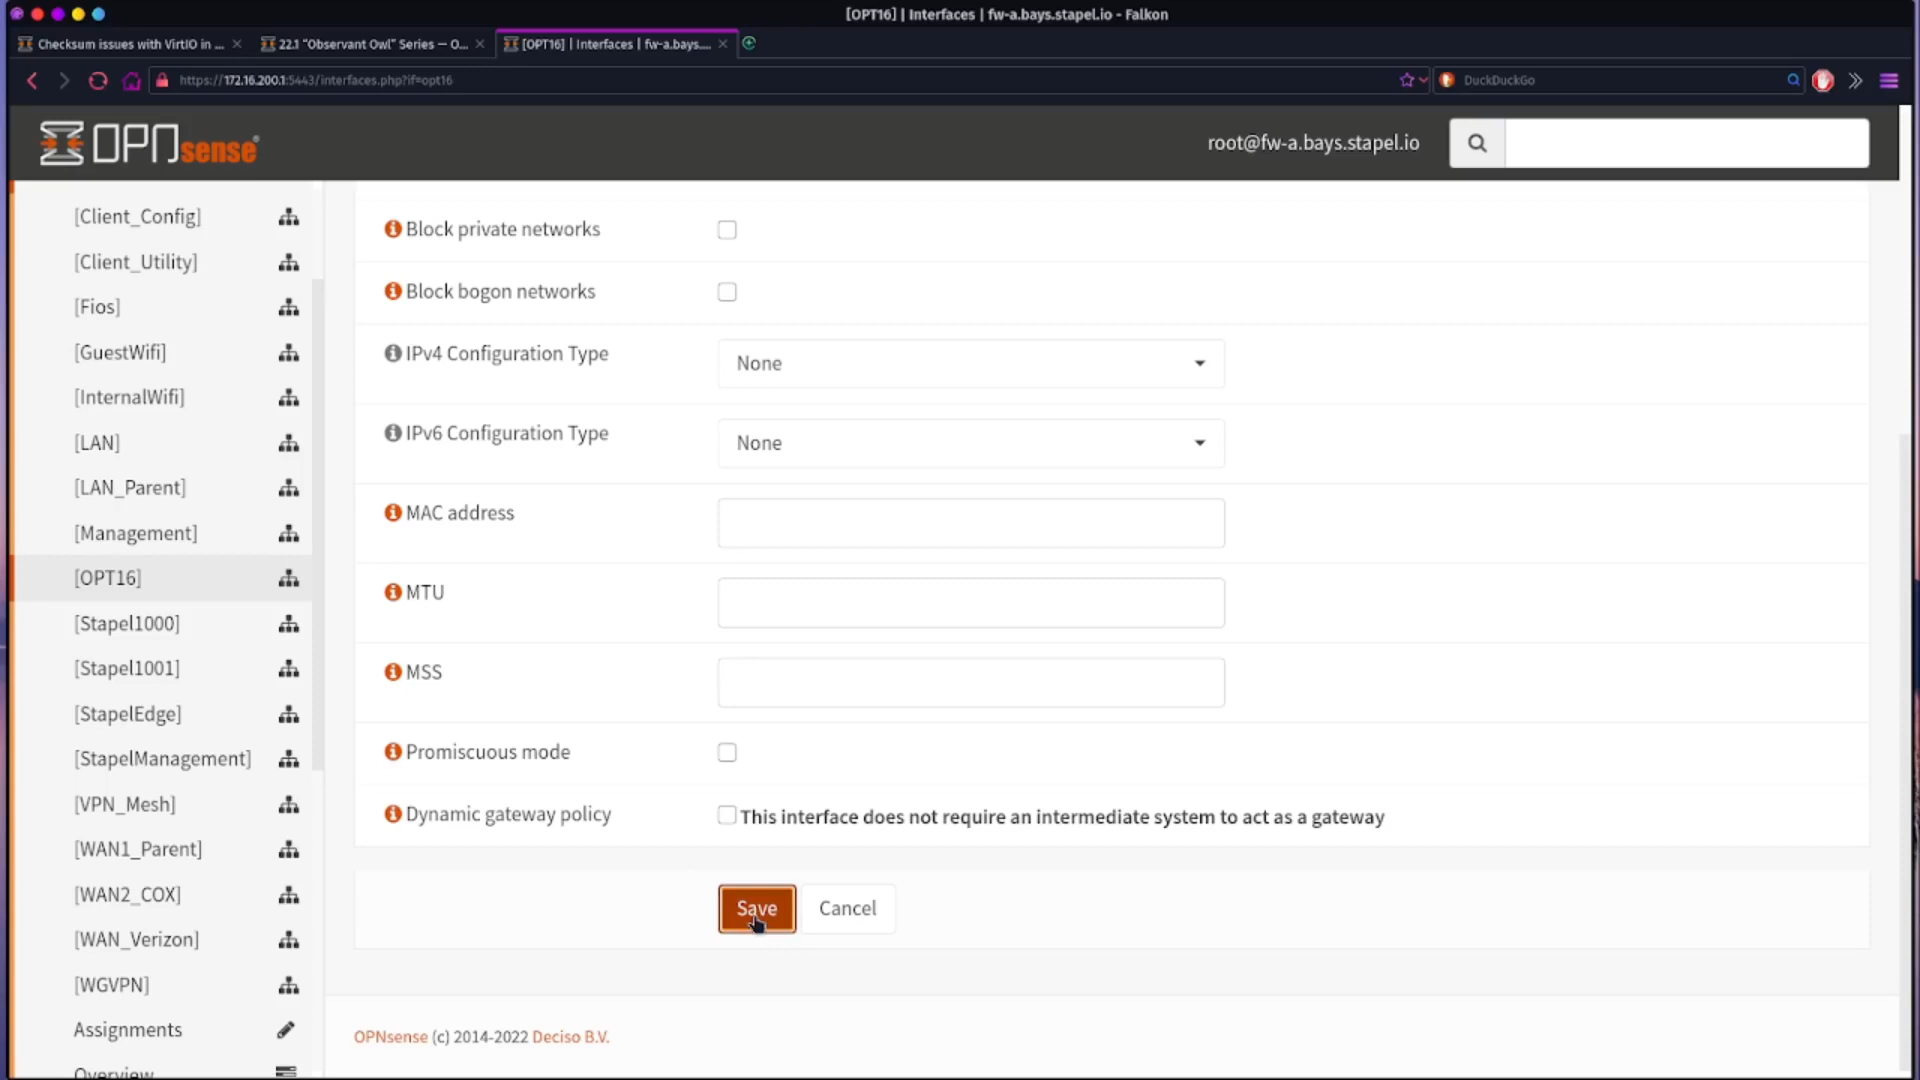 [OPT16] | Interfaces | fw-a.bays.stapel.io - Falkon
Checksum issues with VirtIO in ...
22.1 "Observant Owl" Series — O...
[OPT16] | Interfaces | fw-a.bays....
https://172.16.200.1:5443/interfaces.php?if=opt16
DuckDuckGo
OPNsense®
root@fw-a.bays.stapel.io
[Client_Config]
[Client_Utility]
[Fios]
[GuestWifi]
[InternalWifi]
[LAN]
[LAN_Parent]
[Management]
[OPT16]
[Stapel1000]
[Stapel1001]
[StapelEdge]
[StapelManagement]
[VPN_Mesh]
[WAN1_Parent]
[WAN2_COX]
[WAN_Verizon]
[WGVPN]
Assignments
Overview
Block private networks
Block bogon networks
IPv4 Configuration Type
None
IPv6 Configuration Type
None
MAC address
MTU
MSS
Promiscuous mode
Dynamic gateway policy
This interface does not require an intermediate system to act as a gateway
Save
Cancel
OPNsense (c) 2014-2022 Deciso B.V.